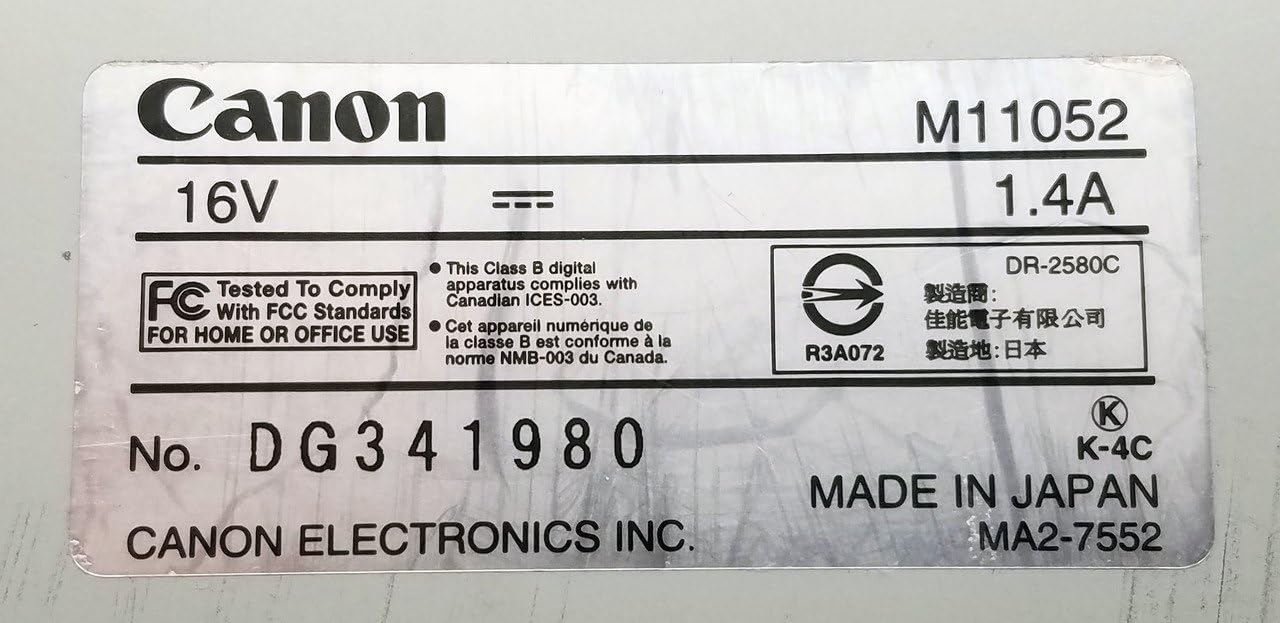 Canon
M11052
16V
1.4A
FC Tested To Comply
With FCC Standards
FOR HOME OR OFFICE USE
● This Class B digital
apparatus complies with
Canadian ICES-003.
● Cet appareil numérique de
la classe B est conforme à la
norme NMB-003 du Canada.
R3A072
DR-2580C
製造商:
佳能電子有限公司
製造地:日本
No. DG341980
K
K-4C
MADE IN JAPAN
CANON ELECTRONICS INC.
MA2-7552